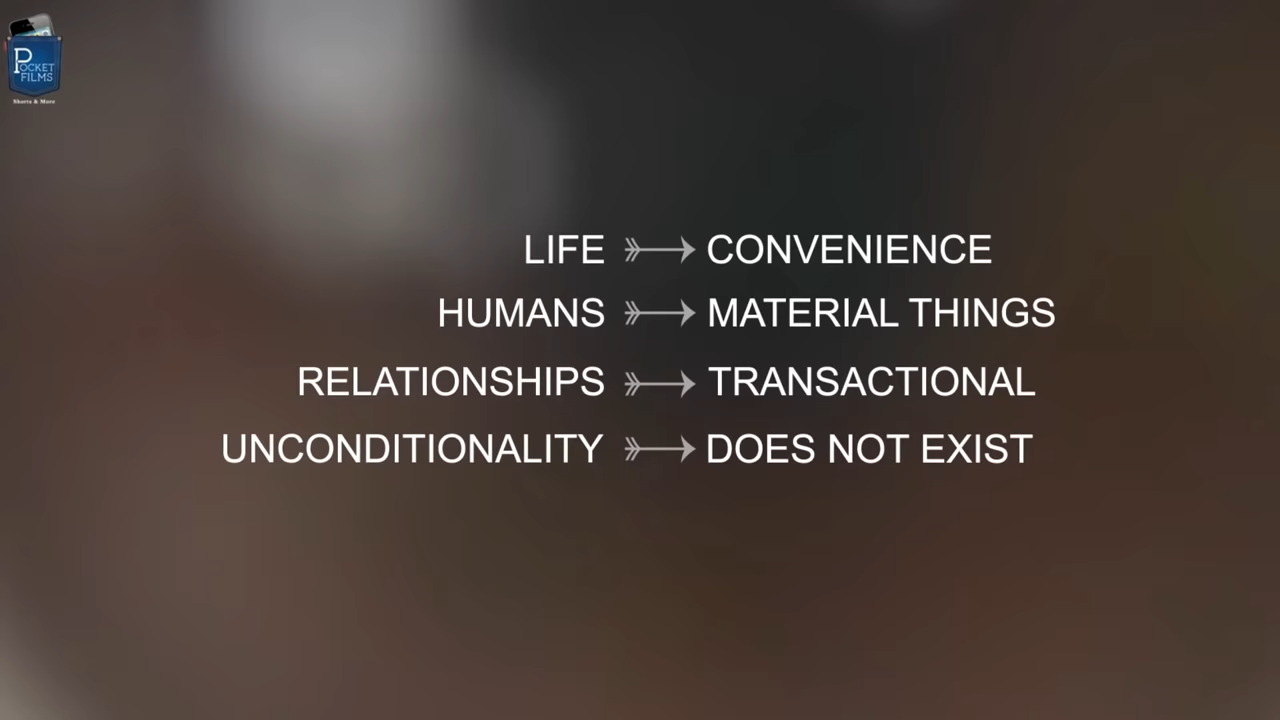 POCKET
FILMS
Shorts & More
LIFE CONVENIENCE
HUMANS MATERIAL THINGS
RELATIONSHIPS TRANSACTIONAL
UNCONDITIONALITY DOES NOT EXIST